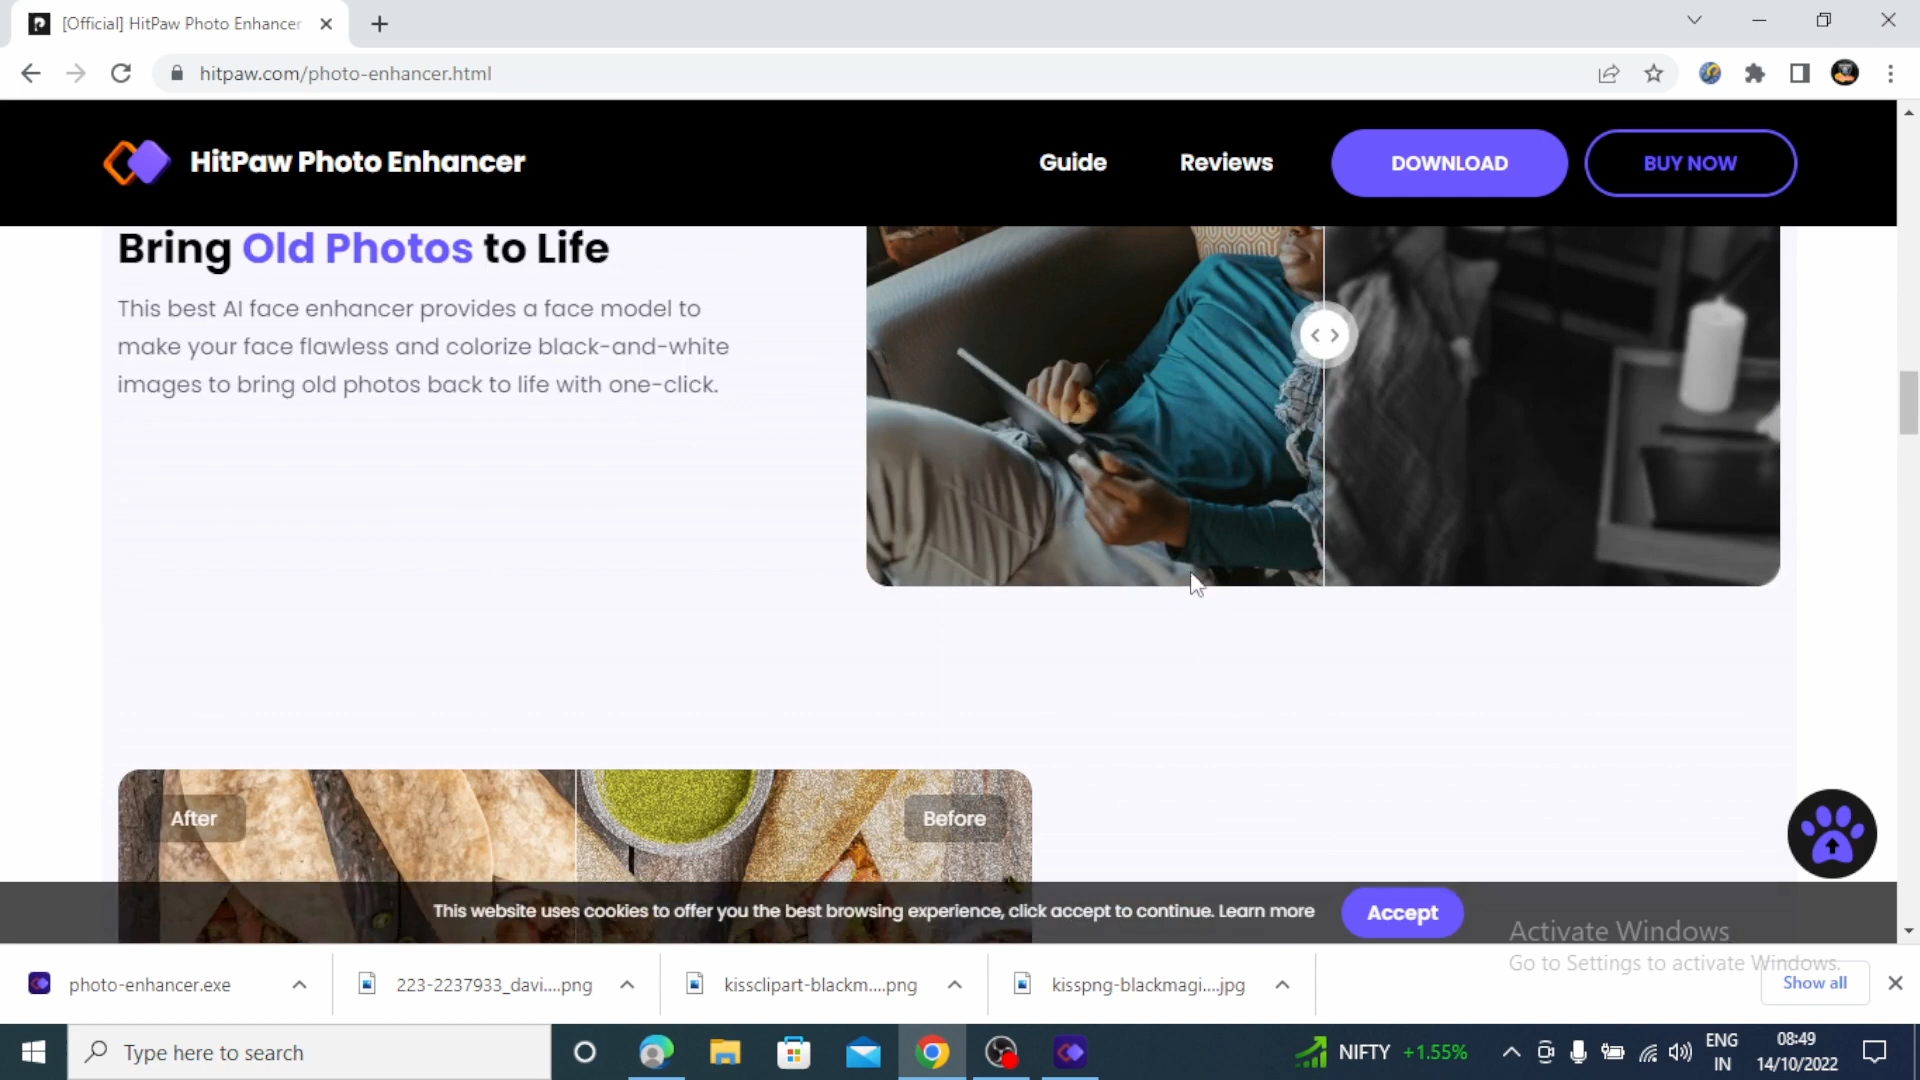 [Official] HitPaw Photo Enhancer
hitpaw.com/photo-enhancer.html
HitPaw Photo Enhancer
Guide
Reviews
DOWNLOAD
BUY NOW
Bring Old Photos to Life
This best AI face enhancer provides a face model to
make your face flawless and colorize black-and-white
images to bring old photos back to life with one-click.
After
Before
This website uses cookies to offer you the best browsing experience, click accept to continue. Learn more
Accept
Activate Windows
Go to Settings to activate Windows.
photo-enhancer.exe
223-2237933_davi....png
kissclipart-blackm....png
kisspng-blackmagi....jpg
Show all
Type here to search
NIFTY +1.55%
ENG
IN
08:49
14/10/2022